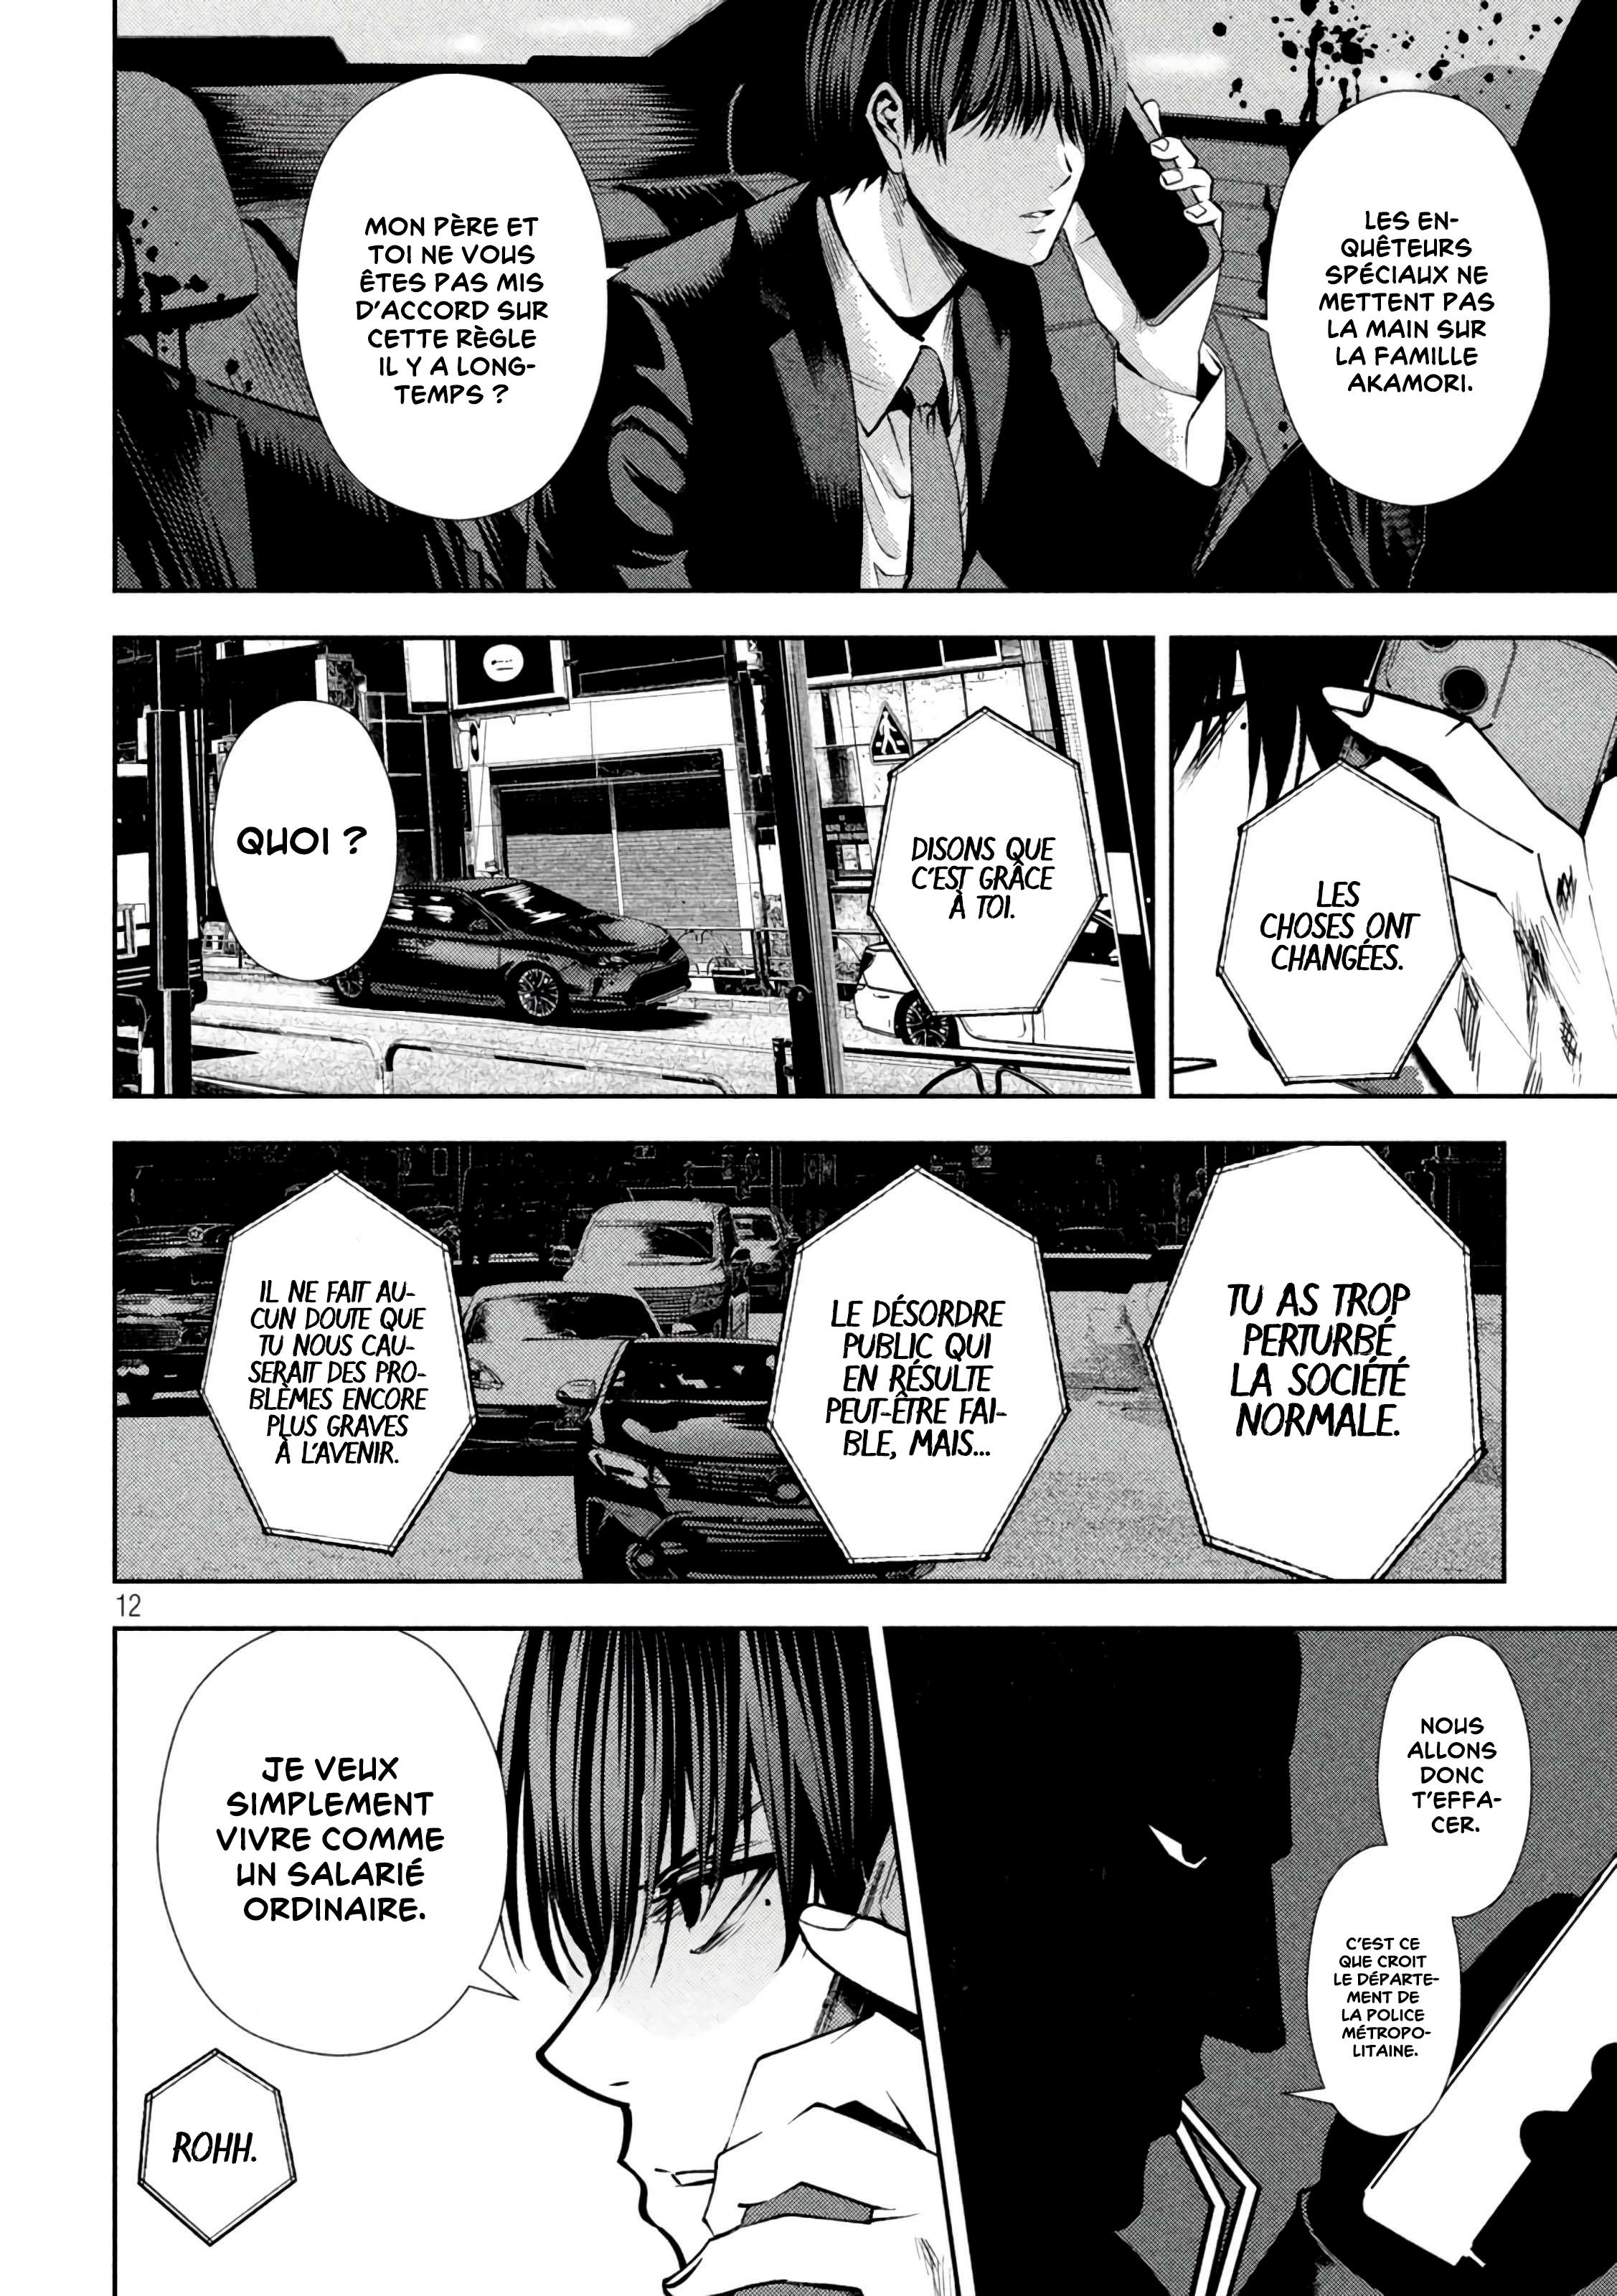 LES EN-
QUÊTEURS
SPÉCIAUX NE
METTENT PAS
LA MAIN SUR
LA FAMILLE
AKAMORI.
MON PÈRE ET
TOI NE VOUS
ÊTES PAS MIS
D'ACCORD SUR
CETTE RÈGLE
IL Y A LONG-
TEMPS ?
LES
CHOSES ONT
CHANGÉES.
DISONS QUE
C'EST GRÂCE
À TOI.
QUOI ?
TU AS TROP
PERTURBÉ
LA SOCIÉTÉ
NORMALE.
LE DÉSORDRE
PUBLIC QUI
EN RÉSULTE
PEUT-ÊTRE FAI-
BLE, MAIS...
IL NE FAIT AU-
CUN DOUTE QUE
TU NOUS CAU-
SERAIT DES PRO-
BLÈMES ENCORE
PLUS GRAVES
À L'AVENIR.
12
NOUS
ALLONS
DONC
T'EFFA-
CER.
C'EST CE
QUE CROIT
LE DÉPARTE-
MENT DE
LA POLICE
MÉTROPO-
LITAINE.
JE VEUX
SIMPLEMENT
VIVRE COMME
UN SALARIÉ
ORDINAIRE.
ROHH.